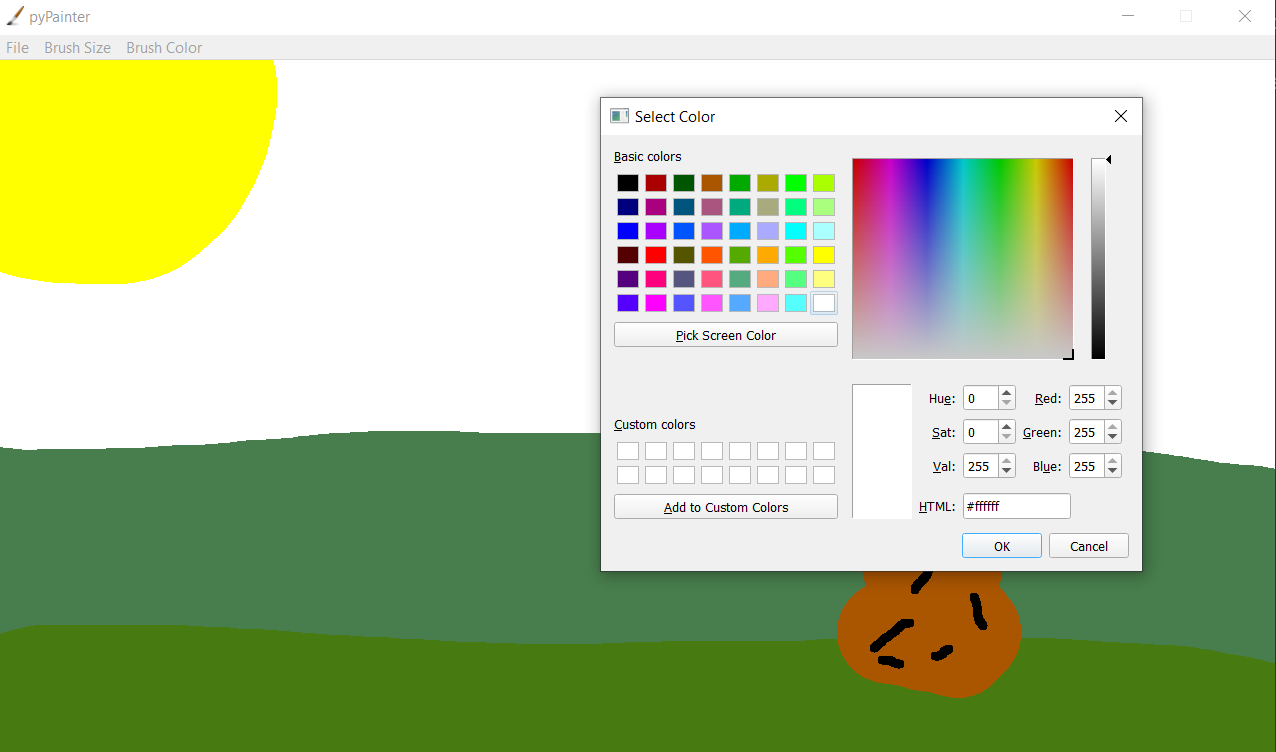 pyPainter
File Brush Size Brush Color
Select Color
Basic colors
Pick Screen Color
Custom colors
Add to Custom Colors
Hue: 0 Red: 255
Sat: 0 Green: 255
Val: 255 Blue: 255
HTML: #ffffff
OK Cancel